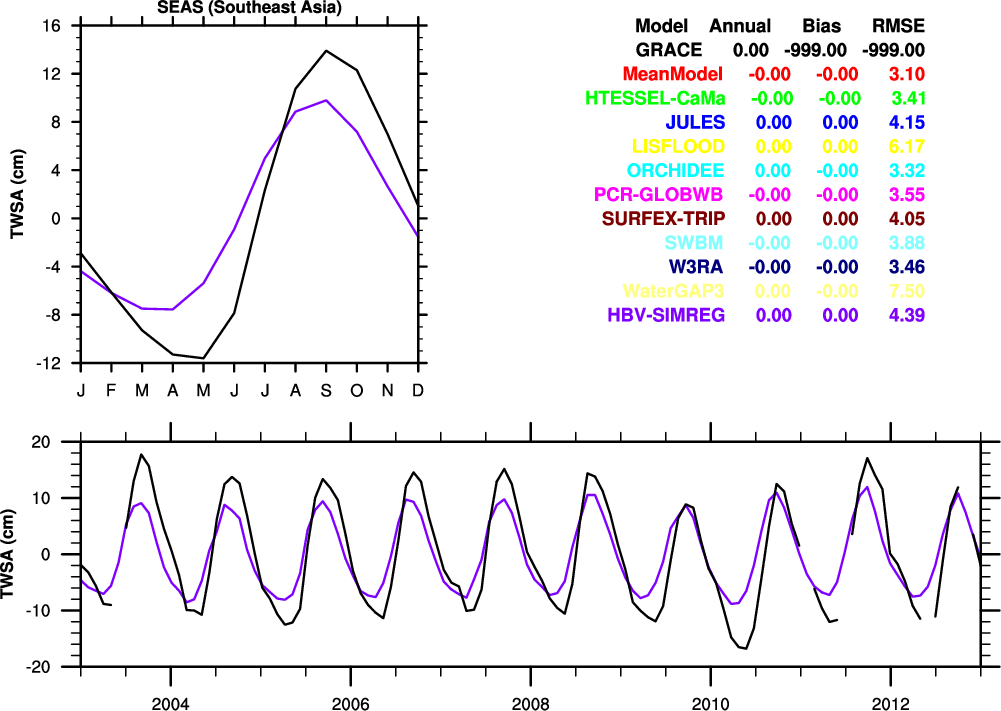 SEAS (Southeast Asia)
16
12
8
4
0
-4
-8
-12
TWSA (cm)
J F M A M J J A S O N D
Model Annual Bias RMSE
GRACE 0.00 -999.00 -999.00
MeanModel -0.00 -0.00 3.10
HTESSEL-CaMa -0.00 -0.00 3.41
JULES 0.00 0.00 4.15
LISFLOOD 0.00 0.00 6.17
ORCHIDEE 0.00 -0.00 3.32
PCR-GLOBWB -0.00 -0.00 3.55
SURFEX-TRIP 0.00 0.00 4.05
SWBM -0.00 -0.00 3.88
W3RA -0.00 -0.00 3.46
WaterGAP3 0.00 -0.00 7.50
HBV-SIMREG 0.00 0.00 4.39
20
10
0
-10
-20
TWSA (cm)
2004 2006 2008 2010 2012